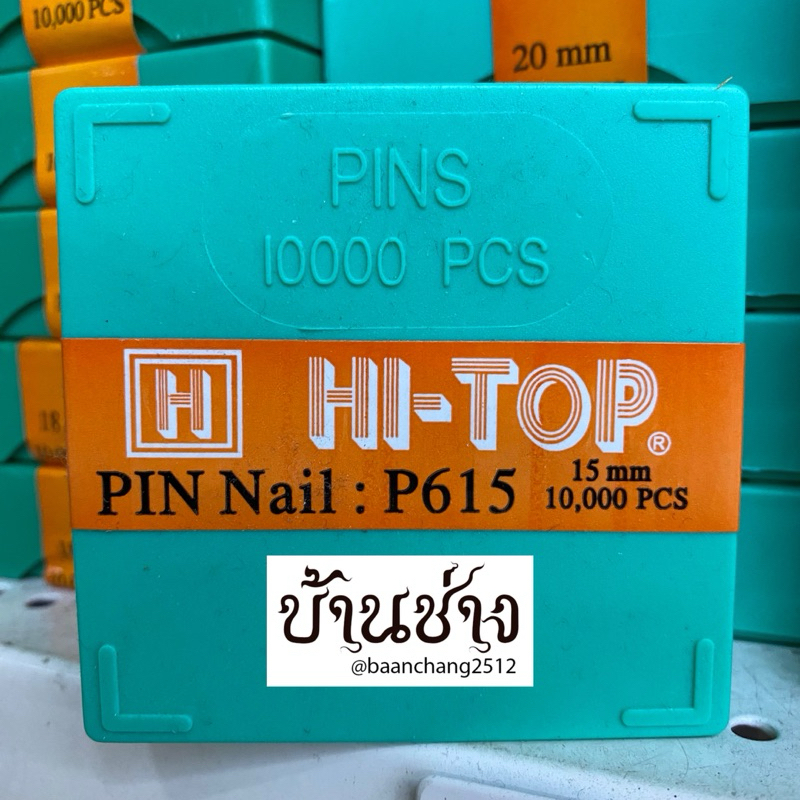 10,000 PCS
20 mm
PINS
10000 PCS
H HI-TOP®
PIN Nail : P615 15 mm
10,000 PCS
18
บ้านช่าง
@baanchang2512